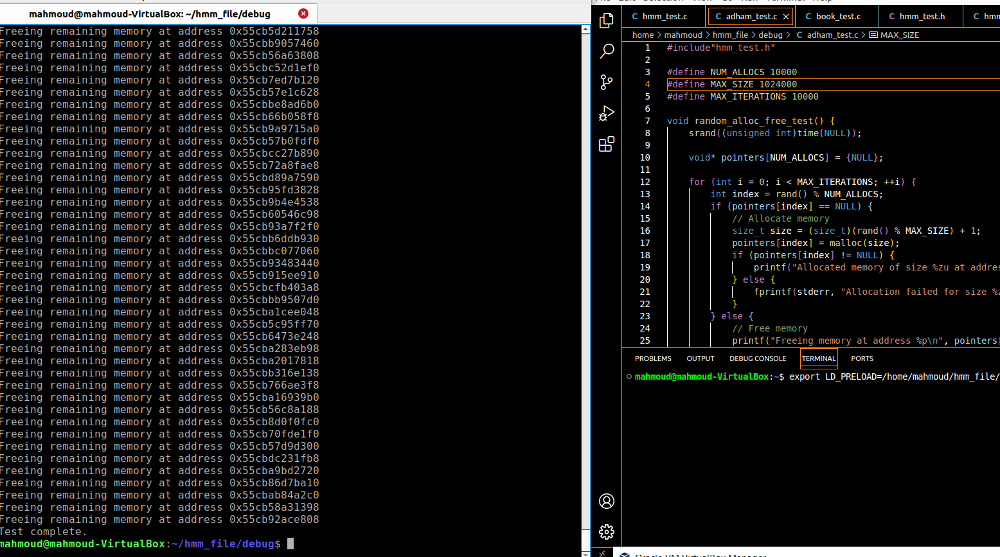 mahmoud@mahmoud-VirtualBox: ~/hmm_file/debug
Freeing remaining memory at address 0x55cb5d211758
Freeing remaining memory at address 0x55cbb9057460
Freeing remaining memory at address 0x55cb56a63808
Freeing remaining memory at address 0x55cbc52d1ef0
Freeing remaining memory at address 0x55cb7ed7b120
Freeing remaining memory at address 0x55cb57e1c628
Freeing remaining memory at address 0x55cbbe8ad6b0
Freeing remaining memory at address 0x55cb66b058f8
Freeing remaining memory at address 0x55cb9a9715a0
Freeing remaining memory at address 0x55cb57b0fdf0
Freeing remaining memory at address 0x55cbcc27b890
Freeing remaining memory at address 0x55cb72a8fae8
Freeing remaining memory at address 0x55cbd89a7590
Freeing remaining memory at address 0x55cb95fd3828
Freeing remaining memory at address 0x55cb9b4e4538
Freeing remaining memory at address 0x55cb60546c98
Freeing remaining memory at address 0x55cb93a7f2f0
Freeing remaining memory at address 0x55cb6ddb930
Freeing remaining memory at address 0x55cbbc077060
Freeing remaining memory at address 0x55cb93483440
Freeing remaining memory at address 0x55cb915ee910
Freeing remaining memory at address 0x55cbcfb403a8
Freeing remaining memory at address 0x55cbbb9507d0
Freeing remaining memory at address 0x55cba1cee048
Freeing remaining memory at address 0x55cb5c95ff70
Freeing remaining memory at address 0x55cb6473e248
Freeing remaining memory at address 0x55cba283eb98
Freeing remaining memory at address 0x55cba2017818
Freeing remaining memory at address 0x55cbb316e138
Freeing remaining memory at address 0x55cb766ae3f8
Freeing remaining memory at address 0x55cba16939b0
Freeing remaining memory at address 0x55cb56c8a188
Freeing remaining memory at address 0x55cb8d0f0fc0
Freeing remaining memory at address 0x55cb70fde1f0
Freeing remaining memory at address 0x55cb57d9d300
Freeing remaining memory at address 0x55cbdc231fb8
Freeing remaining memory at address 0x55cba9bd2720
Freeing remaining memory at address 0x55cb86d7ba10
Freeing remaining memory at address 0x55cbab84a2c0
Freeing remaining memory at address 0x55cb58a31398
Freeing remaining memory at address 0x55cb92ace808
Test complete.
mahmoud@mahmoud-VirtualBox:~/hmm_file/debug$
C hmm_test.c C adham_test.c C book_test.c C hmm_test.h C hmm
home > mahmoud > hmm_file > debug > C adham_test.c > MAX_SIZE
1 #include"hmm_test.h"
2
3 #define NUM_ALLOCS 10000
4 #define MAX_SIZE 1024000
5 #define MAX_ITERATIONS 10000
6
7 void random_alloc_free_test() {
8 srand((unsigned int)time(NULL));
9
10 void* pointers[NUM_ALLOCS] = {NULL};
11
12 for (int i = 0; i < MAX_ITERATIONS; ++i) {
13 int index = rand() % NUM_ALLOCS;
14 if (pointers[index] == NULL) {
15 // Allocate memory
16 size_t size = (size_t)(rand() % MAX_SIZE) + 1;
17 pointers[index] = malloc(size);
18 if (pointers[index] != NULL) {
19 printf("Allocated memory of size %zu at addres
20 } else {
21 fprintf(stderr, "Allocation failed for size %z
22 }
23 } else {
24 // Free memory
25 printf("Freeing memory at address %p\n", pointers[
PROBLEMS OUTPUT DEBUG CONSOLE TERMINAL PORTS
mahmoud@mahmoud-VirtualBox:~$ export LD_PRELOAD=/home/mahmoud/hmm_file/
Oracle VM VirtualBox Manager